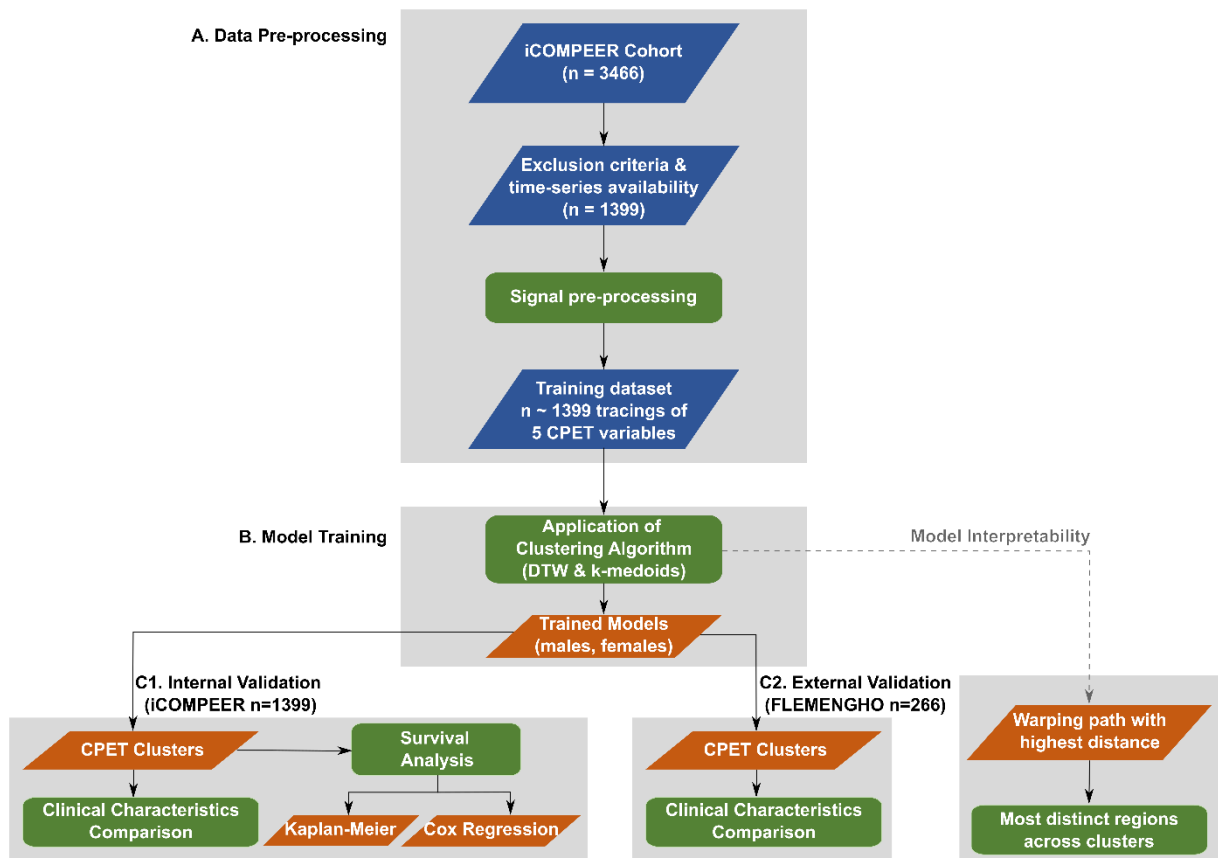 A. Data Pre-processing
iCOMPEER Cohort
(n = 3466)
Exclusion criteria &
time-series availability
(n = 1399)
Signal pre-processing
Training dataset
n ~ 1399 tracings of
5 CPET variables
B. Model Training
Application of
Clustering Algorithm
(DTW & k-medoids)
Model Interpretability
Trained Models
(males, females)
C1. Internal Validation
(iCOMPEER n=1399)
CPET Clusters
Survival
Analysis
Clinical Characteristics
Comparison
Kaplan-Meier
Cox Regression
C2. External Validation
(FLEMENGHO n=266)
CPET Clusters
Clinical Characteristics
Comparison
Warping path with
highest distance
Most distinct regions
across clusters